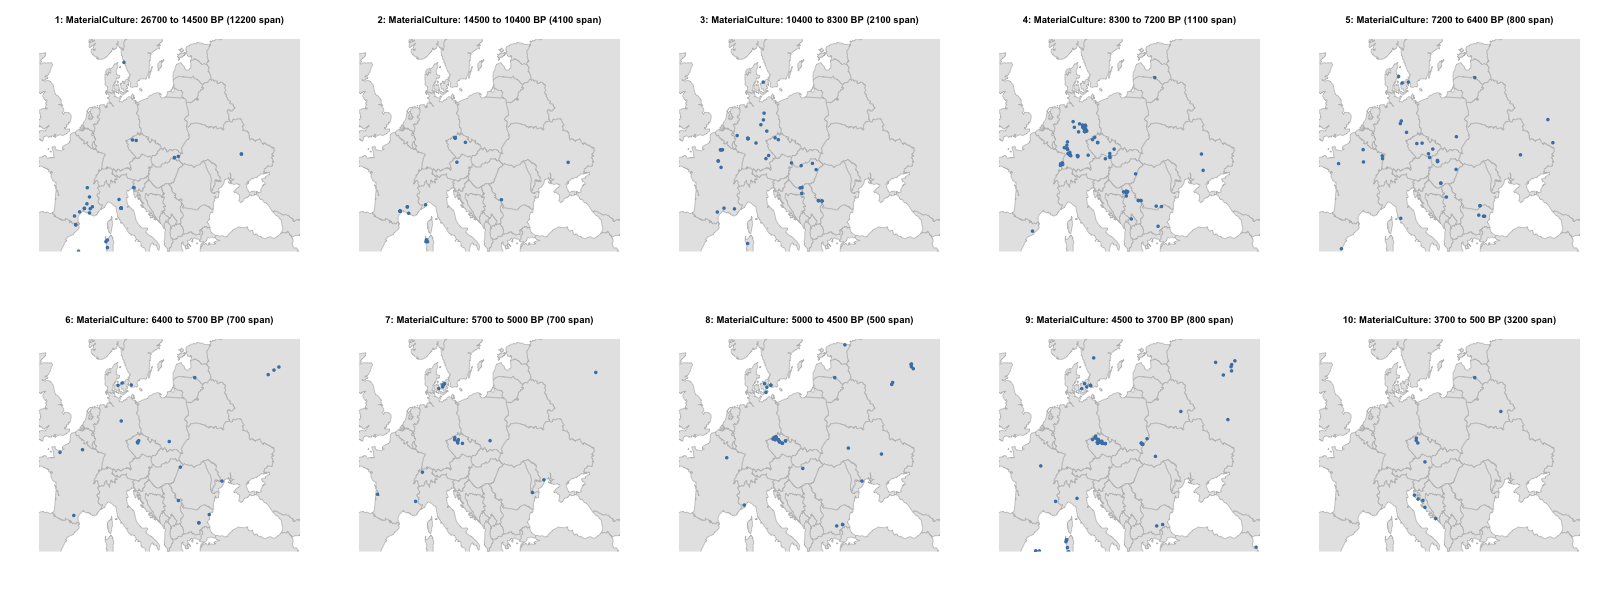 1: MaterialCulture: 26700 to 14500 BP (12200 span)
2: MaterialCulture: 14500 to 10400 BP (4100 span)
3: MaterialCulture: 10400 to 8300 BP (2100 span)
4: MaterialCulture: 8300 to 7200 BP (1100 span)
5: MaterialCulture: 7200 to 6400 BP (800 span)
6: MaterialCulture: 6400 to 5700 BP (700 span)
7: MaterialCulture: 5700 to 5000 BP (700 span)
8: MaterialCulture: 5000 to 4500 BP (500 span)
9: MaterialCulture: 4500 to 3700 BP (800 span)
10: MaterialCulture: 3700 to 500 BP (3200 span)